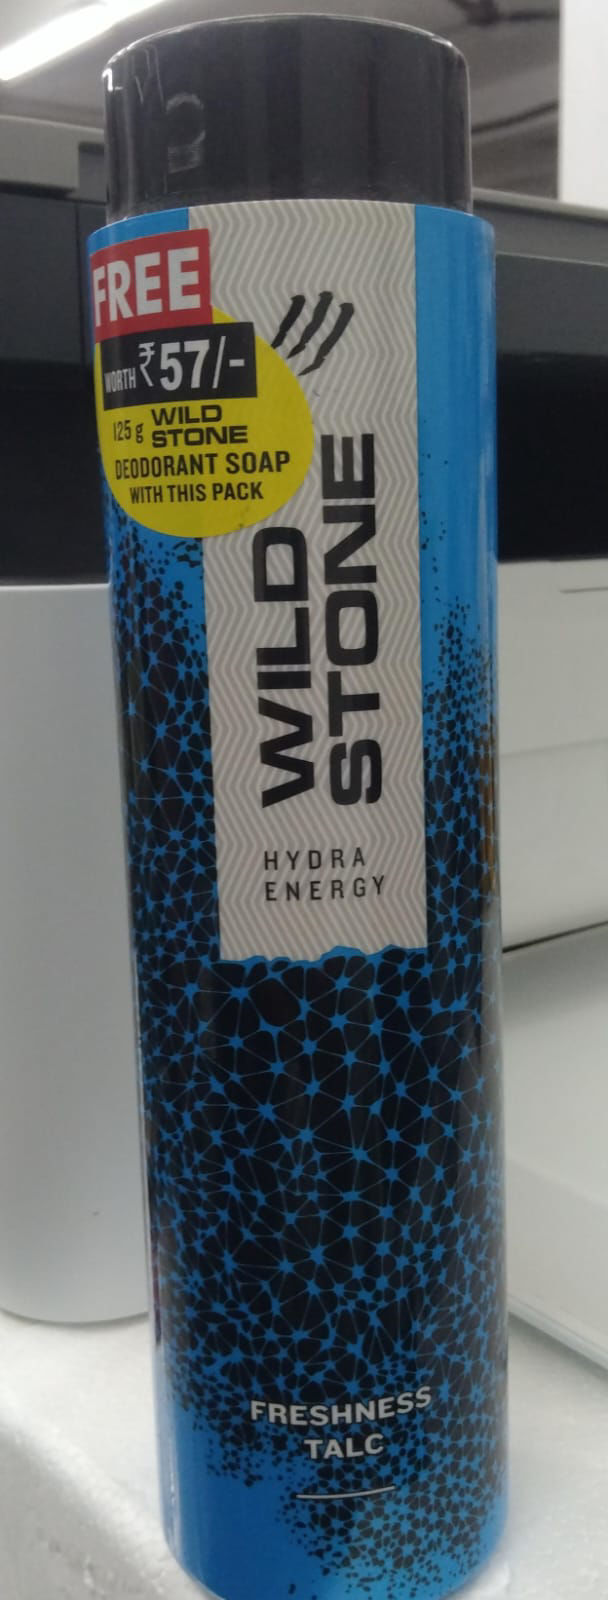 FREE
WORTH ₹57/-
125 g WILD
STONE
DEODORANT SOAP
WITH THIS PACK
WILD
STONE
HYDRA
ENERGY
FRESHNESS
TALC